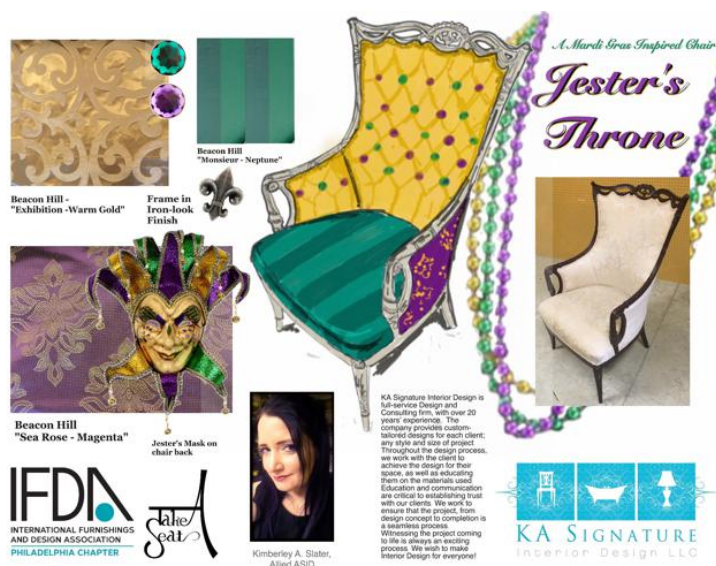 A Mardi Gras Inspired Chair
Jester's
Throne
Beacon Hill
"Monsieur - Neptune"
Beacon Hill -
"Exhibition -Warm Gold"
Frame in
Iron-look
Finish
Beacon Hill
"Sea Rose - Magenta"
Jester's Mask on
chair back
IFDA
INTERNATIONAL FURNISHINGS
AND DESIGN ASSOCIATION
PHILADELPHIA CHAPTER
Take
A
Seat
Kimberley A. Slater,
Allied ASID
KA Signature Interior Design is
full-service Design and
Consulting firm, with over 20
years' experience. The
company provides custom-
tailored designs for each client;
any style and size of project
Throughout the design process,
we work with the client to
achieve the design for their
space, as well as educating
them on the materials used
Education and communication
are critical to establishing trust
with our clients We work to
ensure that the project, from
design concept to completion is
a seamless process
Witnessing the project coming
to life is always an exciting
process We wish to make
Interior Design for everyone!
KA SIGNATURE
Interior Design LLC